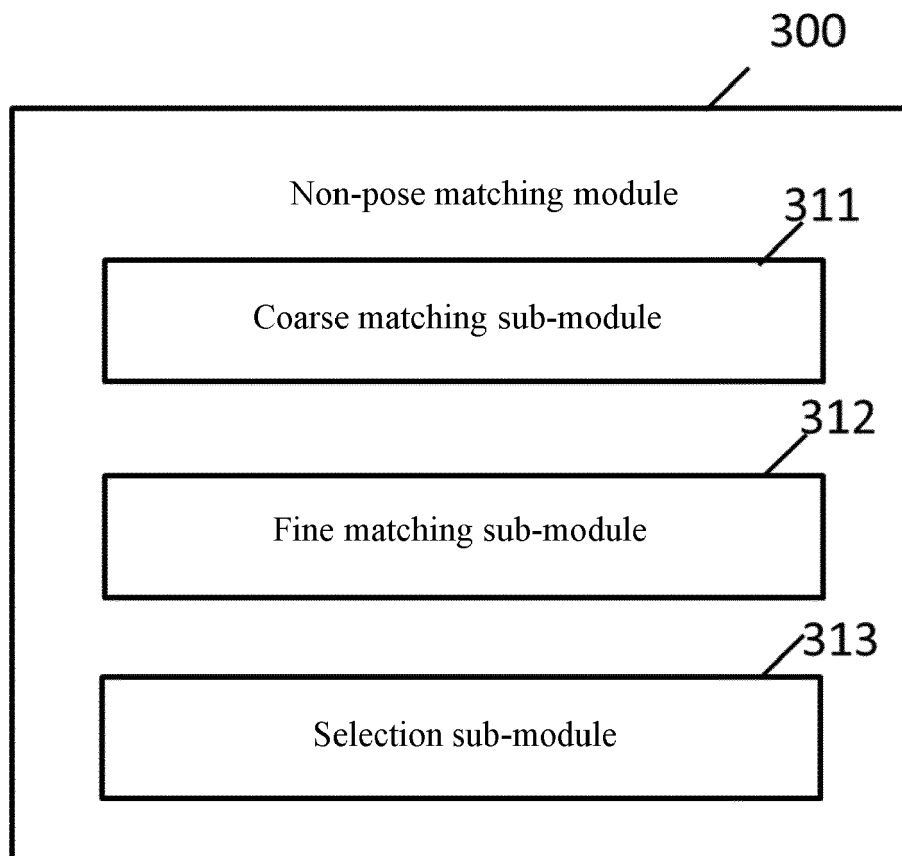 300
Non-pose matching module
311
Coarse matching sub-module
312
Fine matching sub-module
313
Selection sub-module